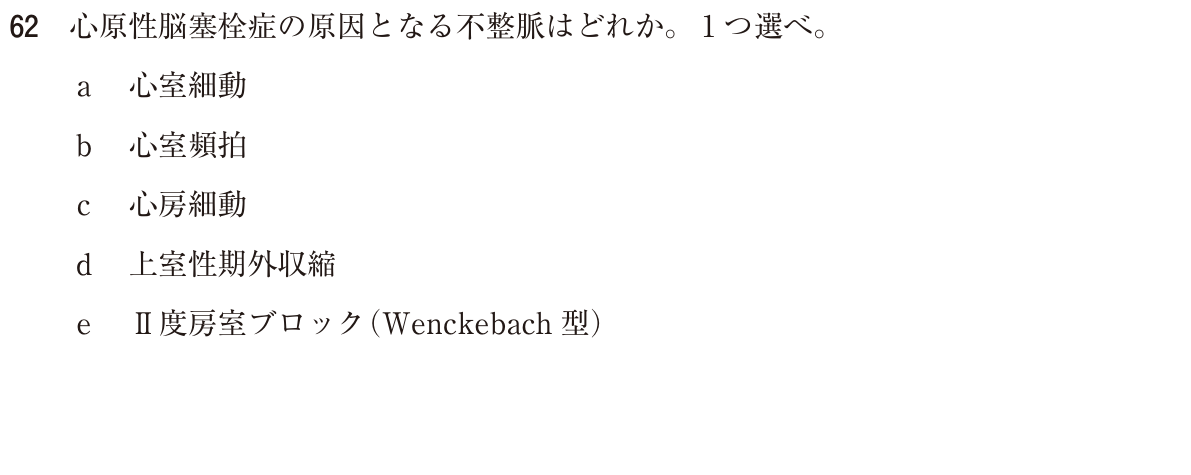 62 心原性脳塞栓症の原因となる不整脈はどれか。1つ選べ。
a 心室細動
b 心室頻拍
c 心房細動
d 上室性期外収縮
e Ⅱ度房室ブロック(Wenckebach 型)